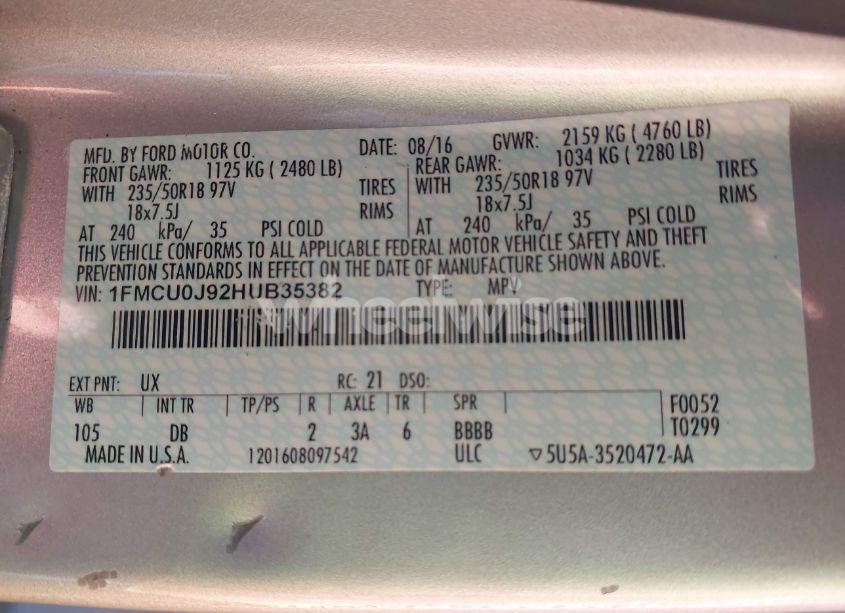 MFD. BY FORD MOTOR CO. DATE: 08/16 GVWR: 2159 KG ( 4760 LB)
FRONT GAWR: 1125 KG ( 2480 LB) REAR GAWR: 1034 KG ( 2280 LB)
WITH 235/50R18 97V TIRES WITH 235/50R18 97V TIRES
18x7.5J RIMS 18x7.5J RIMS
AT 240 kPa/ 35 PSI COLD AT 240 kPa/ 35 PSI COLD
THIS VEHICLE CONFORMS TO ALL APPLICABLE FEDERAL MOTOR VEHICLE SAFETY AND THEFT
PREVENTION STANDARDS IN EFFECT ON THE DATE OF MANUFACTURE SHOWN ABOVE.
VIN: 1FMCU0J92HUB35382 TYPE: MPV
wheelwise
EXT PNT: UX RC: 21 DSO:
WB INT TR TP/PS R AXLE TR SPR F0052
105 DB 2 3A 6 BBBB T0299
MADE IN U.S.A. 1201608097542 ULC ▽5U5A-3520472-AA